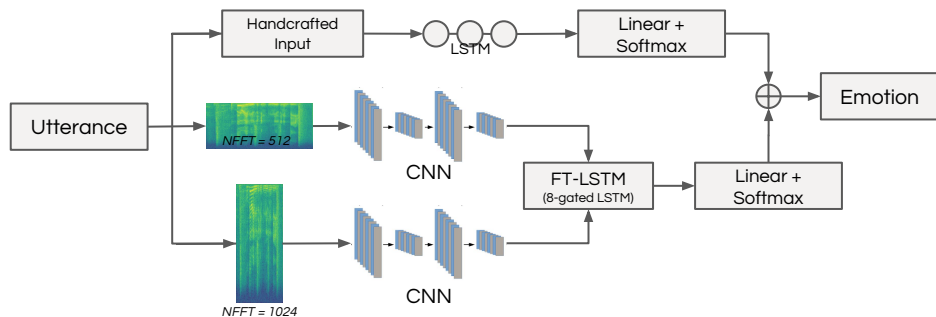 Handcrafted
Input
LSTM
Linear +
Softmax
Utterance
NFFT = 512
CNN
FT-LSTM
(8-gated LSTM)
Linear +
Softmax
Emotion
CNN
NFFT = 1024